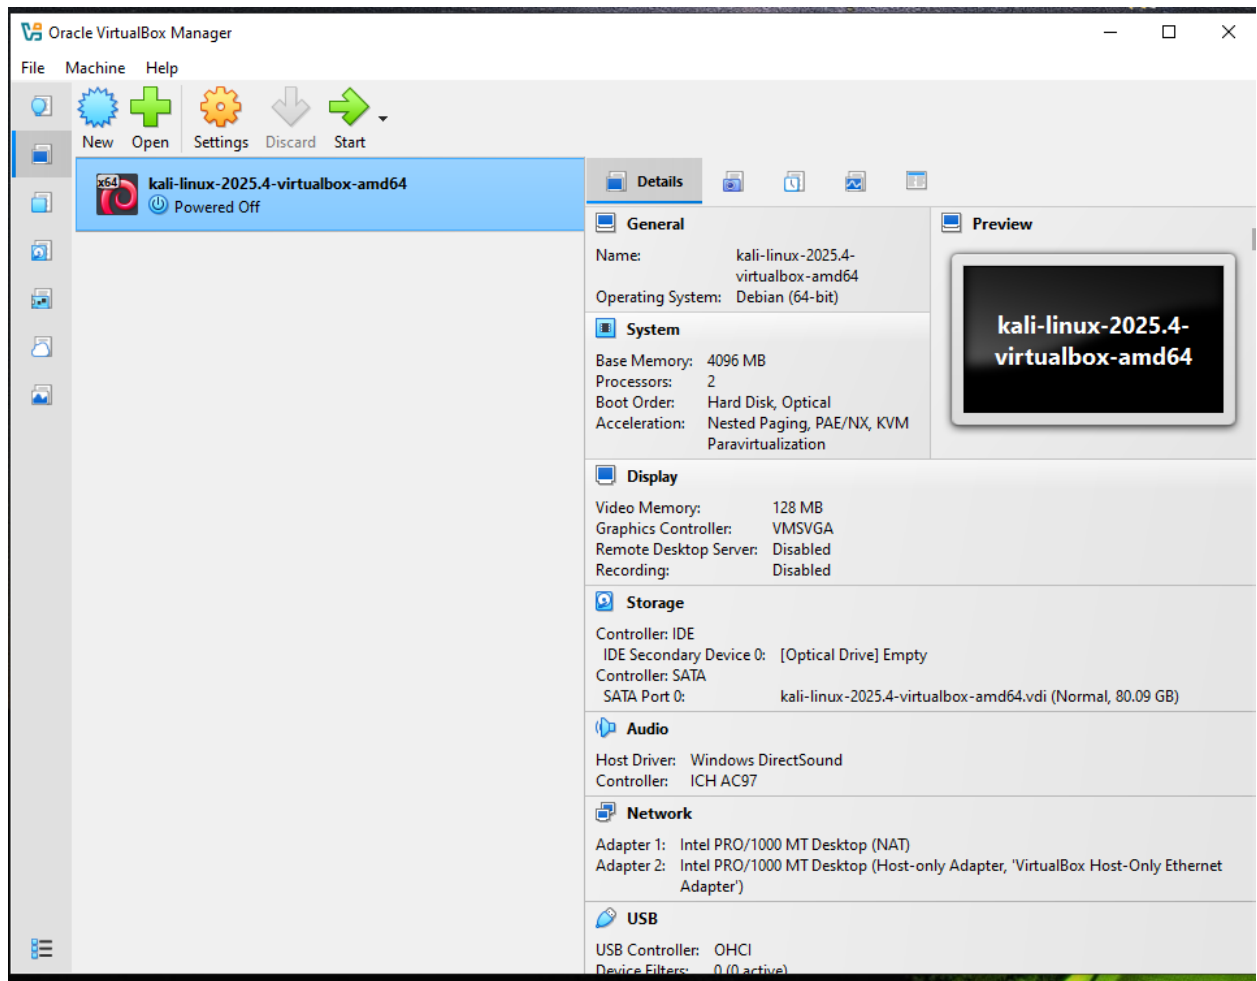 Oracle VirtualBox Manager
File Machine Help
New Open Settings Discard Start
x64
kali-linux-2025.4-virtualbox-amd64
Powered Off
Details
General
Name: kali-linux-2025.4-
virtualbox-amd64
Operating System: Debian (64-bit)
Preview
kali-linux-2025.4-
virtualbox-amd64
System
Base Memory: 4096 MB
Processors: 2
Boot Order: Hard Disk, Optical
Acceleration: Nested Paging, PAE/NX, KVM
Paravirtualization
Display
Video Memory: 128 MB
Graphics Controller: VMSVGA
Remote Desktop Server: Disabled
Recording: Disabled
Storage
Controller: IDE
IDE Secondary Device 0: [Optical Drive] Empty
Controller: SATA
SATA Port 0: kali-linux-2025.4-virtualbox-amd64.vdi (Normal, 80.09 GB)
Audio
Host Driver: Windows DirectSound
Controller: ICH AC97
Network
Adapter 1: Intel PRO/1000 MT Desktop (NAT)
Adapter 2: Intel PRO/1000 MT Desktop (Host-only Adapter, 'VirtualBox Host-Only Ethernet
Adapter')
USB
USB Controller: OHCI
Device Filters: 0 (0 active)